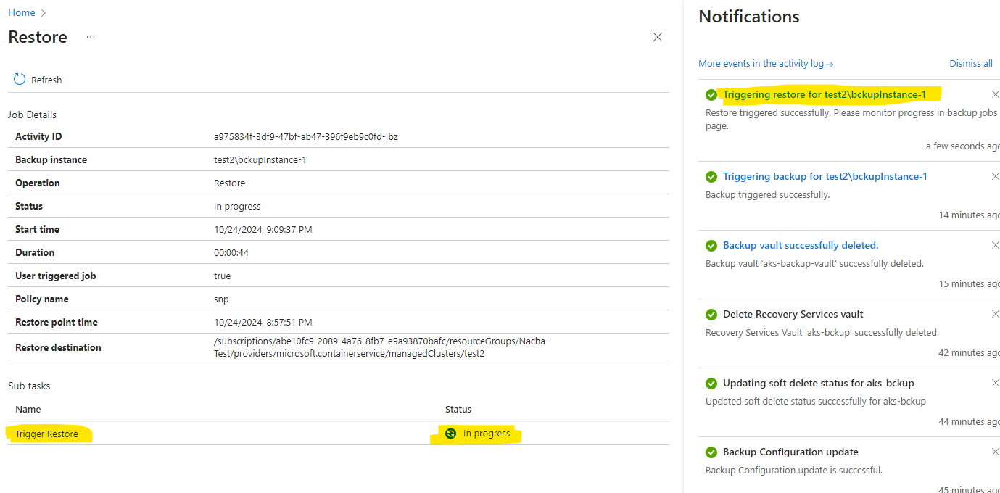 Home
Restore
Refresh
Job Details
Activity ID a975834f-3df9-47bf-ab47-396f9eb9c0fd-Ibz
Backup instance test2\bckupInstance-1
Operation Restore
Status In progress
Start time 10/24/2024, 9:09:37 PM
Duration 00:00:44
User triggered job true
Policy name snp
Restore point time 10/24/2024, 8:57:51 PM
Restore destination /subscriptions/abe10fc9-2089-4a76-8fb7-e9a93870bafc/resourceGroups/Nacha-
Test/providers/microsoft.containerservice/managedClusters/test2
Sub tasks
Name Status
Trigger Restore In progress
Notifications
More events in the activity log → Dismiss all
Triggering restore for test2\bckupInstance-1
Restore triggered successfully. Please monitor progress in backup jobs
page.
a few seconds ago
Triggering backup for test2\bckupInstance-1
Backup triggered successfully.
14 minutes ago
Backup vault successfully deleted.
Backup vault 'aks-backup-vault' successfully deleted.
15 minutes ago
Delete Recovery Services vault
Recovery Services Vault 'aks-bckup' successfully deleted.
42 minutes ago
Updating soft delete status for aks-bckup
Updated soft delete status successfully for aks-bckup
44 minutes ago
Backup Configuration update
Backup Configuration update is successful.
45 minutes ago